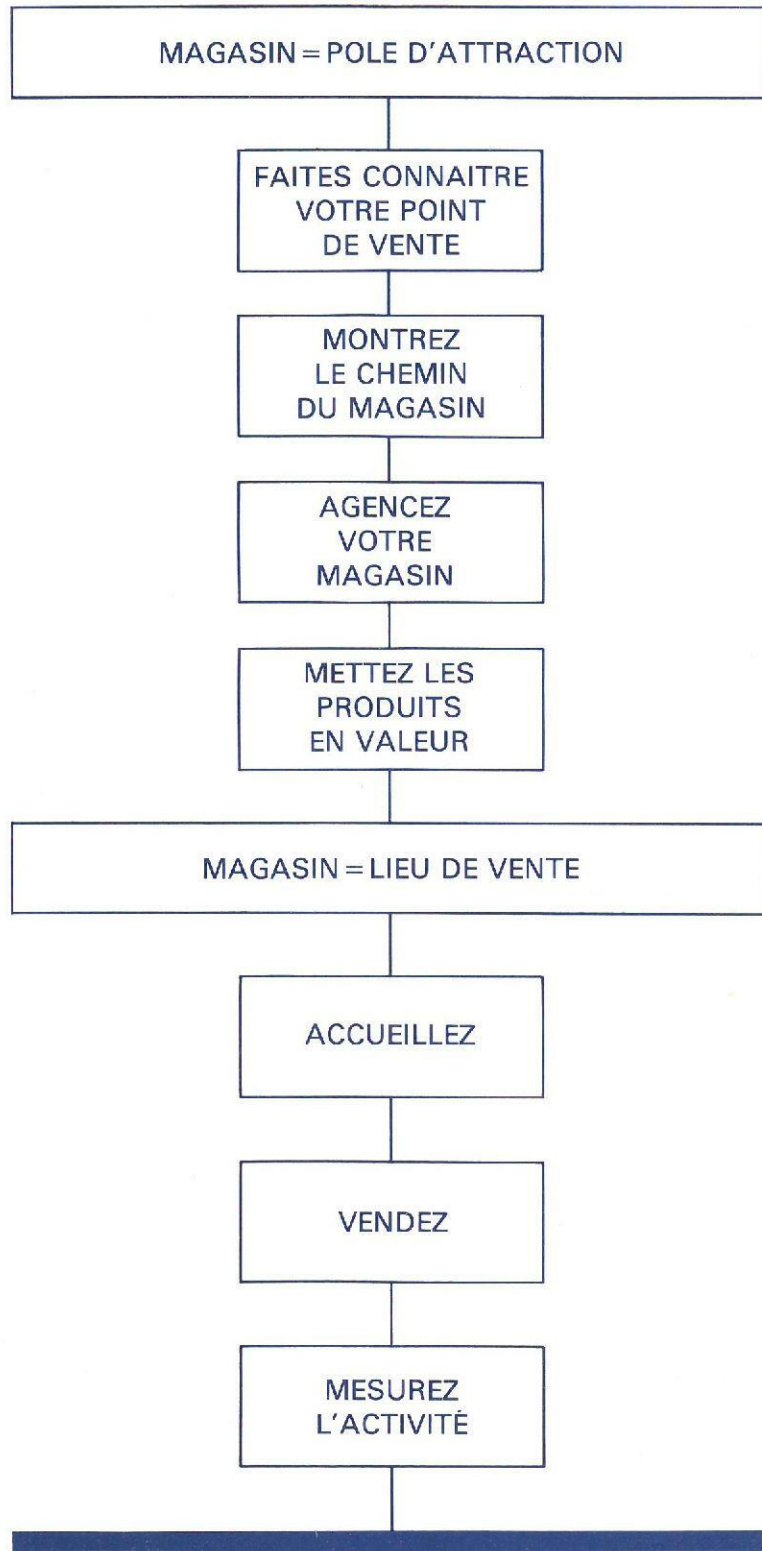 MAGASIN = POLE D'ATTRACTION
FAITES CONNAITRE
VOTRE POINT
DE VENTE
MONTREZ
LE CHEMIN
DU MAGASIN
AGENCEZ
VOTRE
MAGASIN
METTEZ LES
PRODUITS
EN VALEUR
MAGASIN = LIEU DE VENTE
ACCUEILLEZ
VENDEZ
MESUREZ
L'ACTIVITÉ